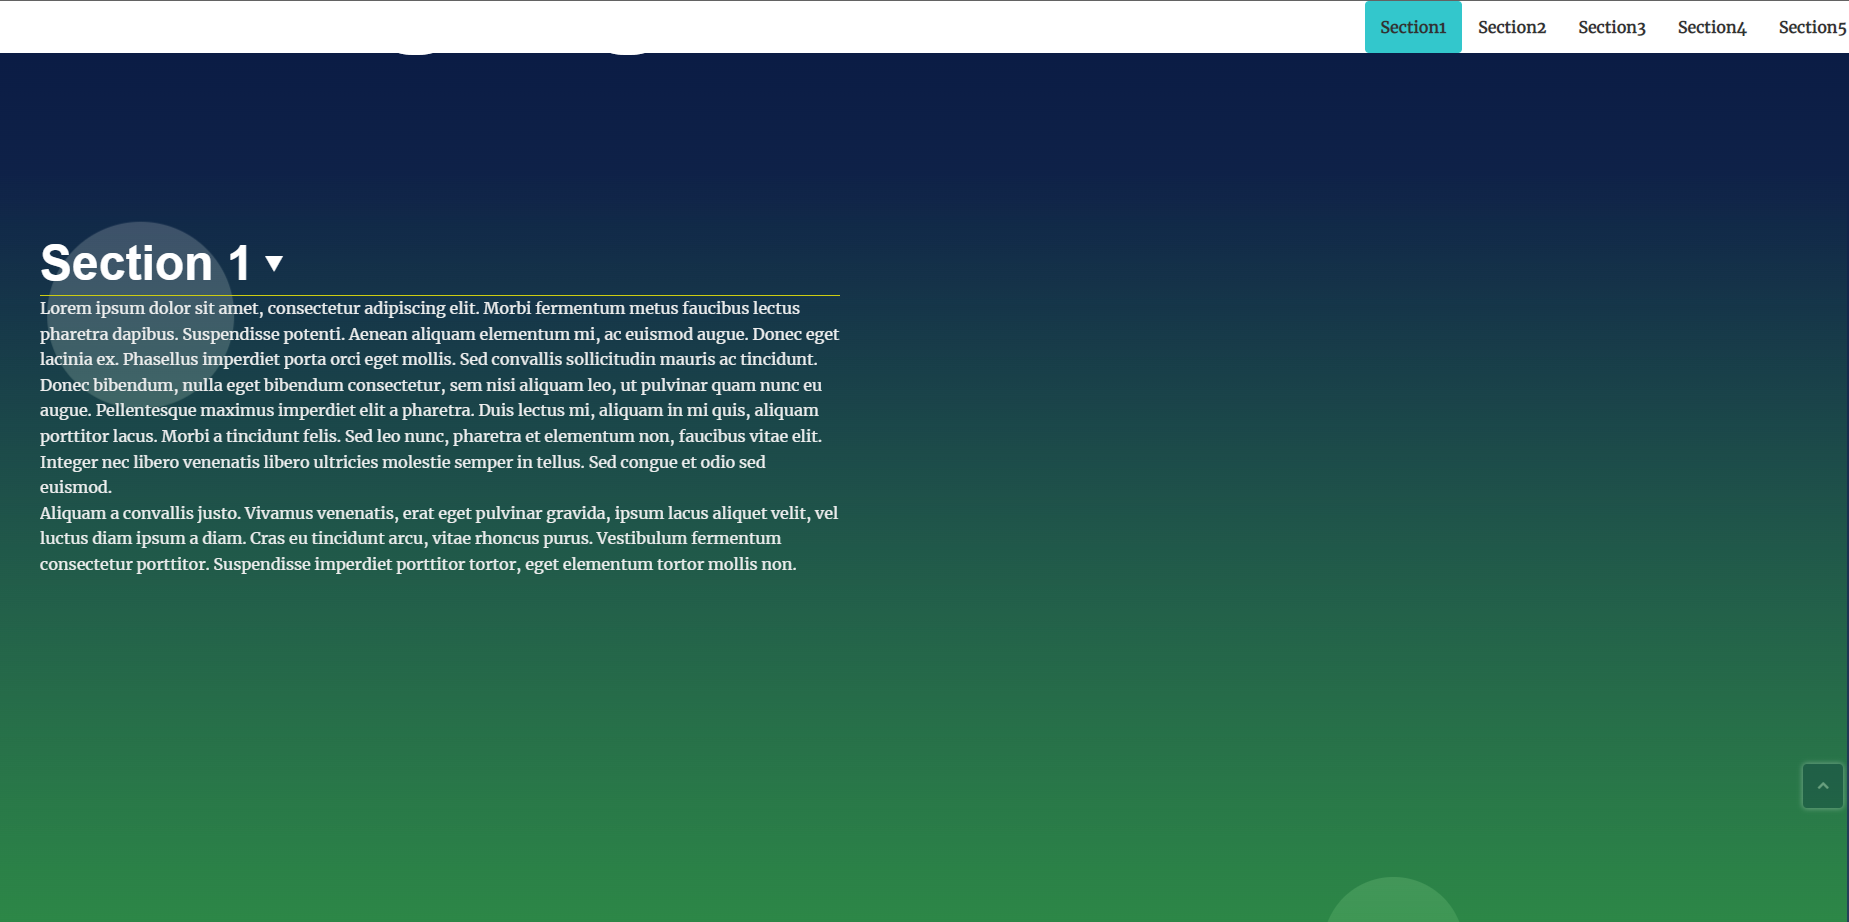 Section1 Section2 Section3 Section4 Section5
Section 1
Lorem ipsum dolor sit amet, consectetur adipiscing elit. Morbi fermentum metus faucibus lectus
pharetra dapibus. Suspendisse potenti. Aenean aliquam elementum mi, ac euismod augue. Donec eget
lacinia ex. Phasellus imperdiet porta orci eget mollis. Sed convallis sollicitudin mauris ac tincidunt.
Donec bibendum, nulla eget bibendum consectetur, sem nisi aliquam leo, ut pulvinar quam nunc eu
augue. Pellentesque maximus imperdiet elit a pharetra. Duis lectus mi, aliquam in mi quis, aliquam
porttitor lacus. Morbi a tincidunt felis. Sed leo nunc, pharetra et elementum non, faucibus vitae elit.
Integer nec libero venenatis libero ultricies molestie semper in tellus. Sed congue et odio sed
euismod.
Aliquam a convallis justo. Vivamus venenatis, erat eget pulvinar gravida, ipsum lacus aliquet velit, vel
luctus diam ipsum a diam. Cras eu tincidunt arcu, vitae rhoncus purus. Vestibulum fermentum
consectetur porttitor. Suspendisse imperdiet porttitor tortor, eget elementum tortor mollis non.